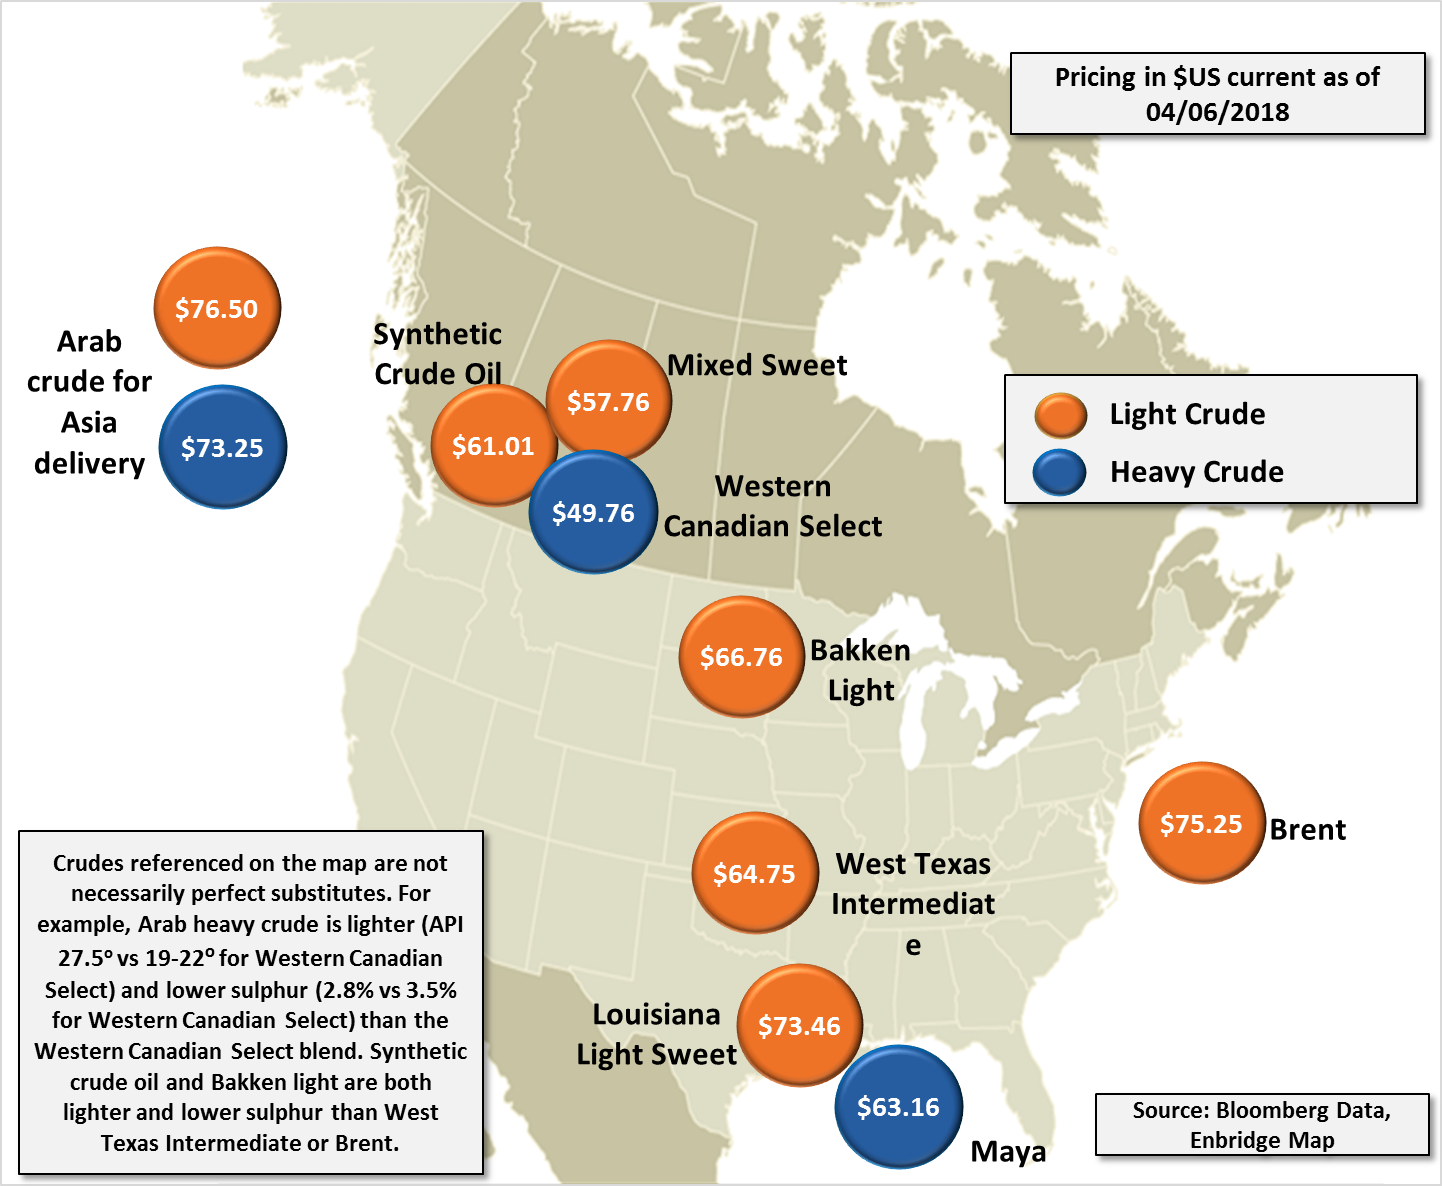 Pricing in $US current as of
04/06/2018
$76.50
Arab
crude for
Asia
delivery
$73.25
Synthetic
Crude Oil
$61.01
$57.76
Mixed Sweet
$49.76
Western
Canadian Select
Light Crude
Heavy Crude
$66.76
Bakken
Light
$75.25
Brent
$64.75
West Texas
Intermediat
e
Louisiana
Light Sweet
$73.46
$63.16
Maya
Crudes referenced on the map are not
necessarily perfect substitutes. For
example, Arab heavy crude is lighter (API
27.5º vs 19-22º for Western Canadian
Select) and lower sulphur (2.8% vs 3.5%
for Western Canadian Select) than the
Western Canadian Select blend. Synthetic
crude oil and Bakken light are both
lighter and lower sulphur than West
Texas Intermediate or Brent.
Source: Bloomberg Data,
Enbridge Map